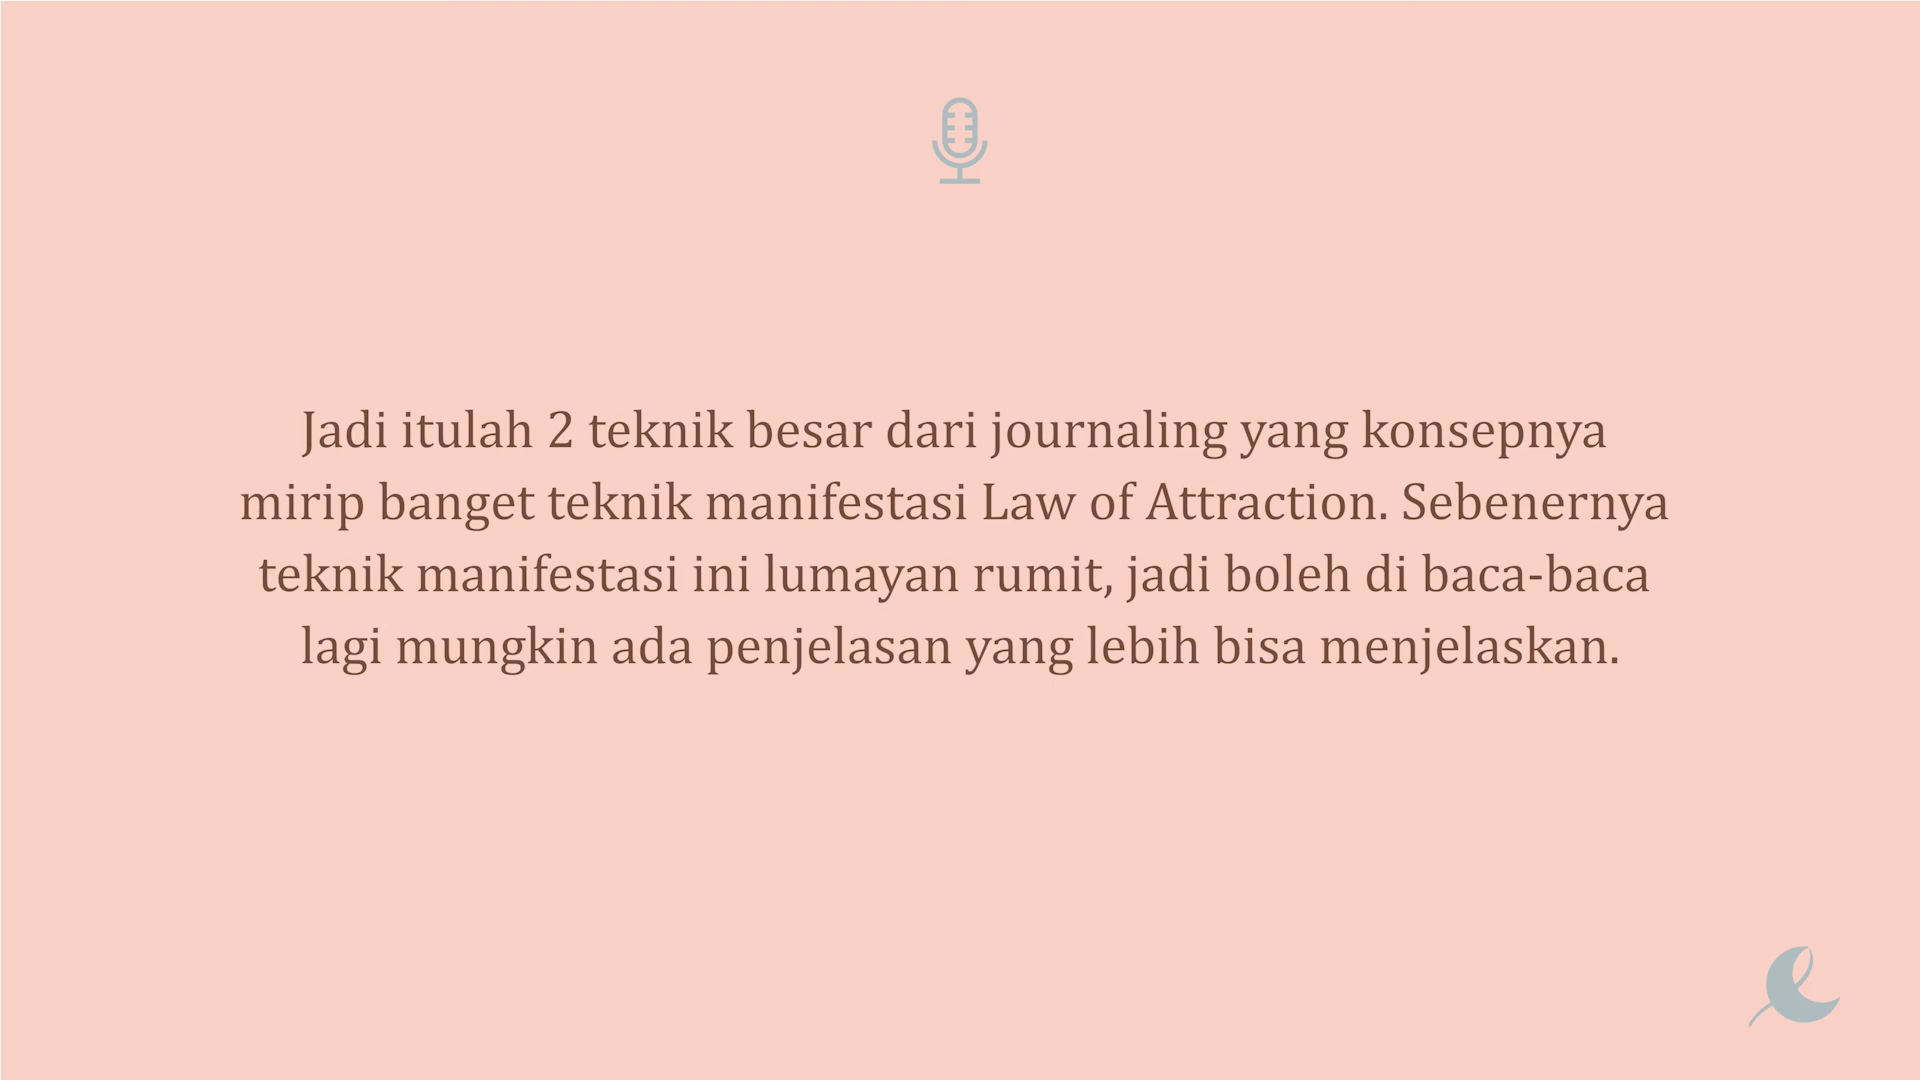 Jadi itulah 2 teknik besar dari journaling yang konsepnya
mirip banget teknik manifestasi Law of Attraction. Sebenernya
teknik manifestasi ini lumayan rumit, jadi boleh di baca-baca
lagi mungkin ada penjelasan yang lebih bisa menjelaskan.